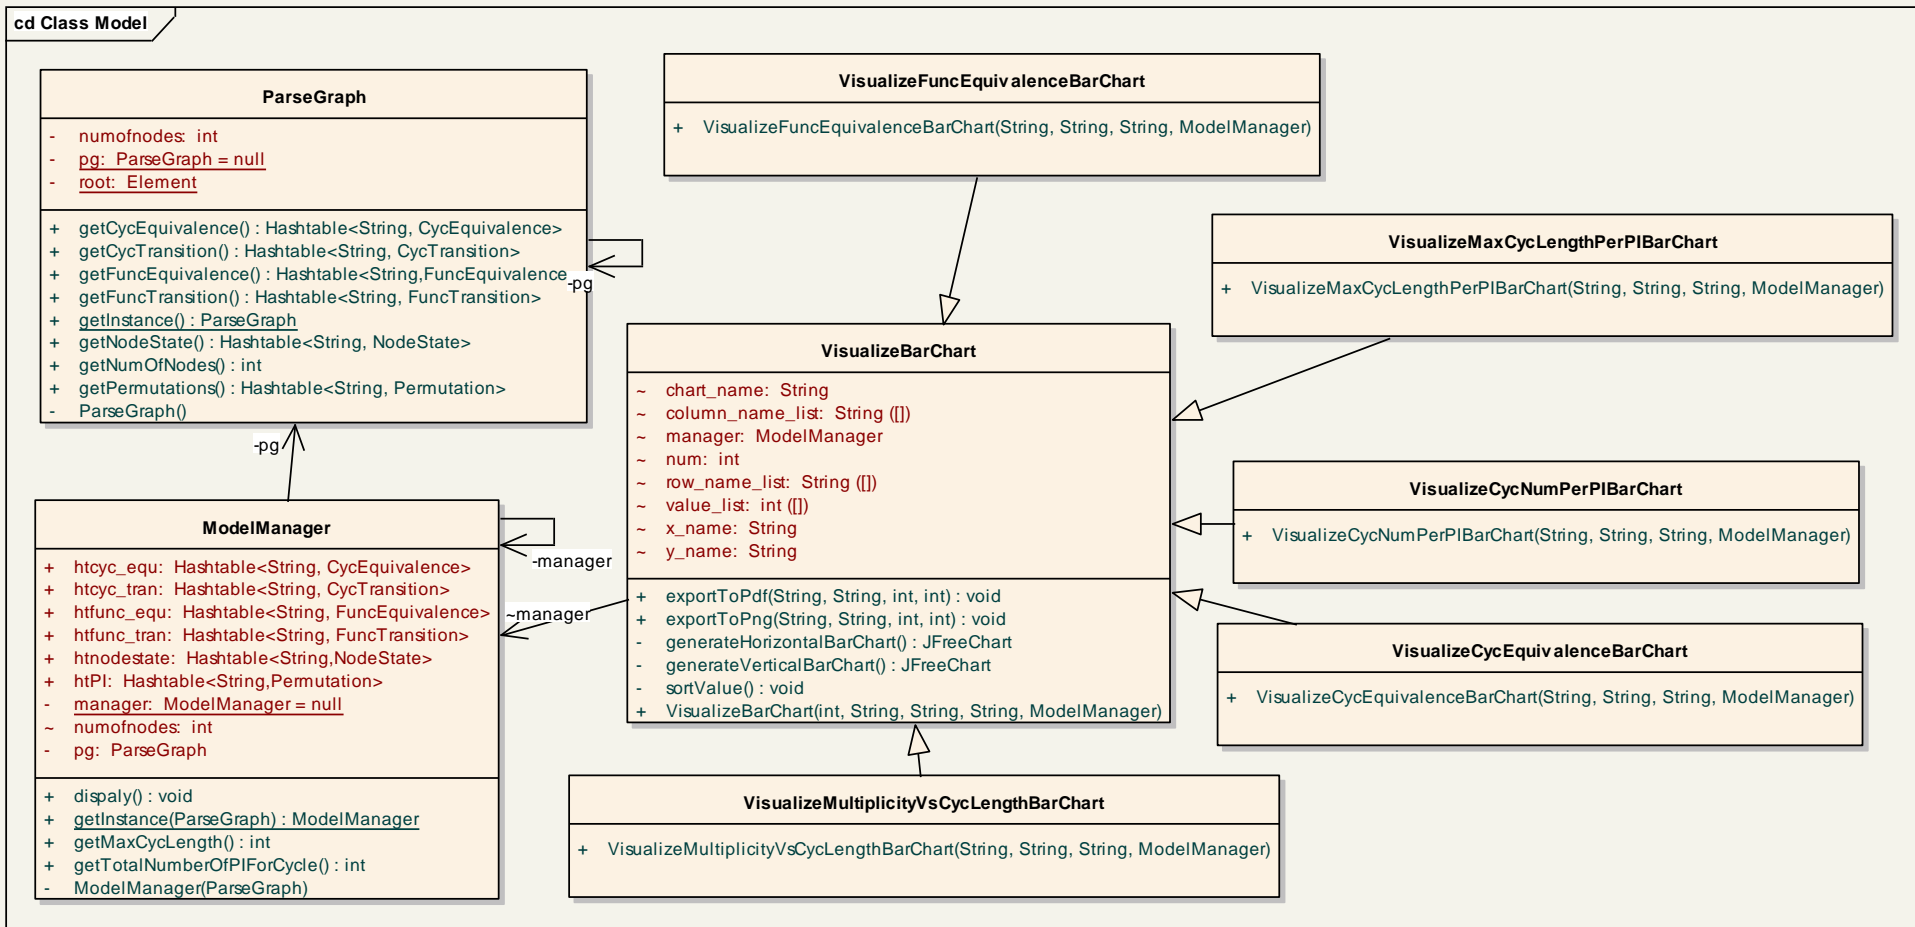 cd Class Model
ParseGraph
- numofnodes: int
- pg: ParseGraph = null
- root: Element
+ getCycEquivalence() : Hashtable<String, CycEquivalence>
+ getCycTransition() : Hashtable<String, CycTransition>
+ getFuncEquivalence() : Hashtable<String,FuncEquivalence
+ getFuncTransition() : Hashtable<String, FuncTransition>
+ getInstance() : ParseGraph
+ getNodeState() : Hashtable<String, NodeState>
+ getNumOfNodes() : int
+ getPermutations() : Hashtable<String, Permutation>
- ParseGraph()
-pg
-pg
ModelManager
+ htcyc_equ: Hashtable<String, CycEquivalence>
+ htcyc_tran: Hashtable<String, CycTransition>
+ htfunc_equ: Hashtable<String, FuncEquivalence>
+ htfunc_tran: Hashtable<String, FuncTransition>
+ htnodestate: Hashtable<String,NodeState>
+ htPI: Hashtable<String,Permutation>
- manager: ModelManager = null
~ numofnodes: int
- pg: ParseGraph
+ dispaly() : void
+ getInstance(ParseGraph) : ModelManager
+ getMaxCycLength() : int
+ getTotalNumberOfPIForCycle() : int
- ModelManager(ParseGraph)
-manager
~manager
VisualizeFuncEquivalenceBarChart
+ VisualizeFuncEquivalenceBarChart(String, String, String, ModelManager)
VisualizeBarChart
~ chart_name: String
~ column_name_list: String ([])
~ manager: ModelManager
~ num: int
~ row_name_list: String ([])
~ value_list: int ([])
~ x_name: String
~ y_name: String
+ exportToPdf(String, String, int, int) : void
+ exportToPng(String, String, int, int) : void
- generateHorizontalBarChart() : JFreeChart
- generateVerticalBarChart() : JFreeChart
- sortValue() : void
+ VisualizeBarChart(int, String, String, String, ModelManager)
VisualizeMaxCycLengthPerPIBarChart
+ VisualizeMaxCycLengthPerPIBarChart(String, String, String, ModelManager)
VisualizeCycNumPerPIBarChart
+ VisualizeCycNumPerPIBarChart(String, String, String, ModelManager)
VisualizeCycEquivalenceBarChart
+ VisualizeCycEquivalenceBarChart(String, String, String, ModelManager)
VisualizeMultiplicityVsCycLengthBarChart
+ VisualizeMultiplicityVsCycLengthBarChart(String, String, String, ModelManager)